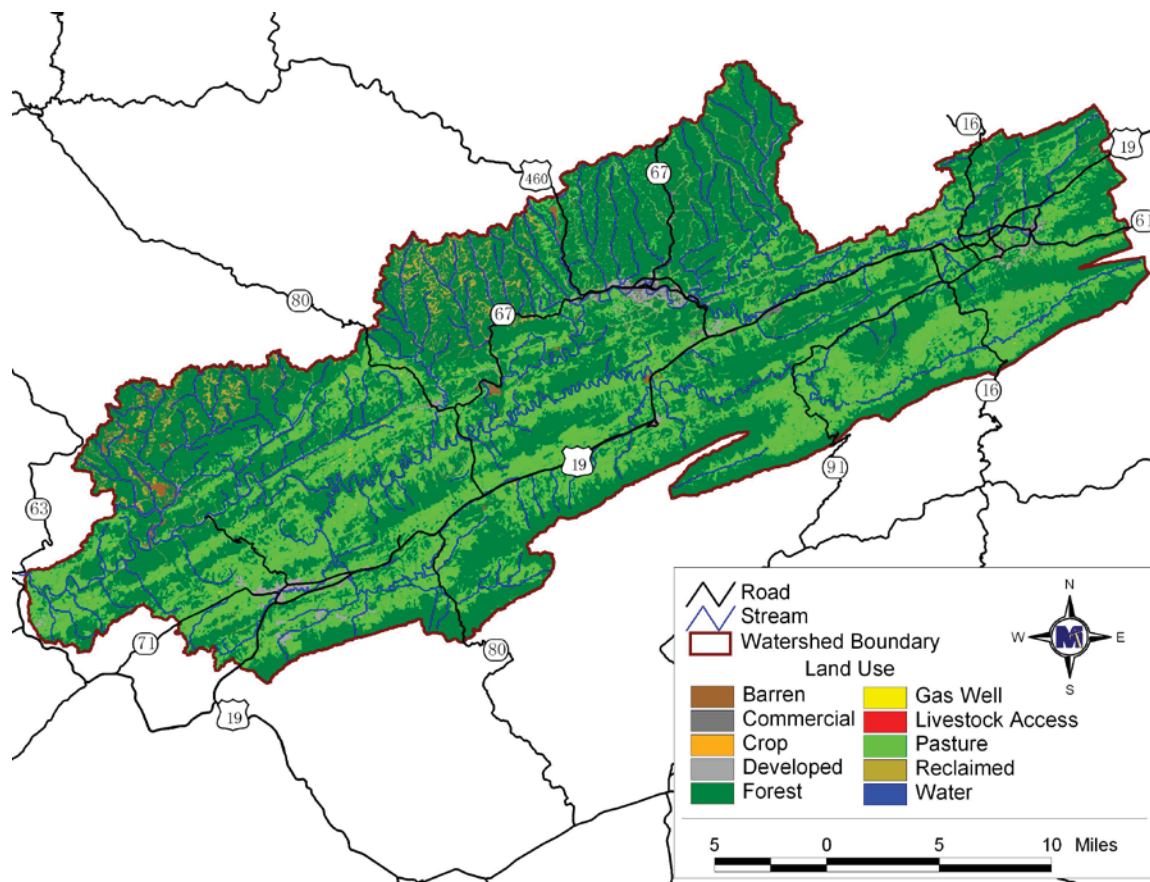 16
19
67
460
61
80
67
16
19
91
63
71
80
19
Road
Stream
Watershed Boundary
Land Use
Barren
Commercial
Crop
Developed
Forest
Gas Well
Livestock Access
Pasture
Reclaimed
Water
N
W M E
S
5 0 5 10 Miles